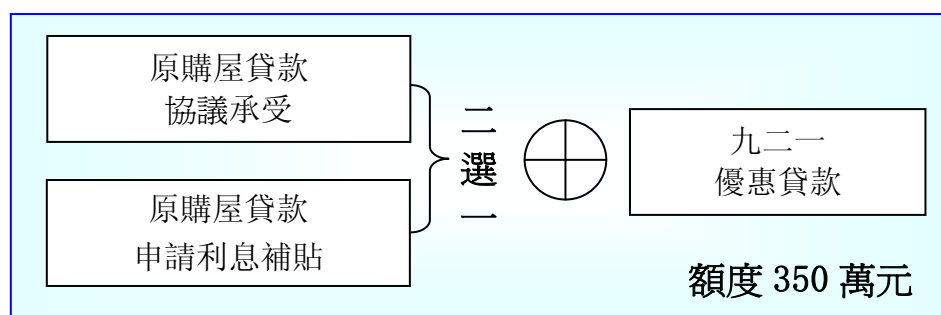 原購屋貸款
協議承受
原購屋貸款
申請利息補貼
二選一
九二一
優惠貸款
額度 350 萬元